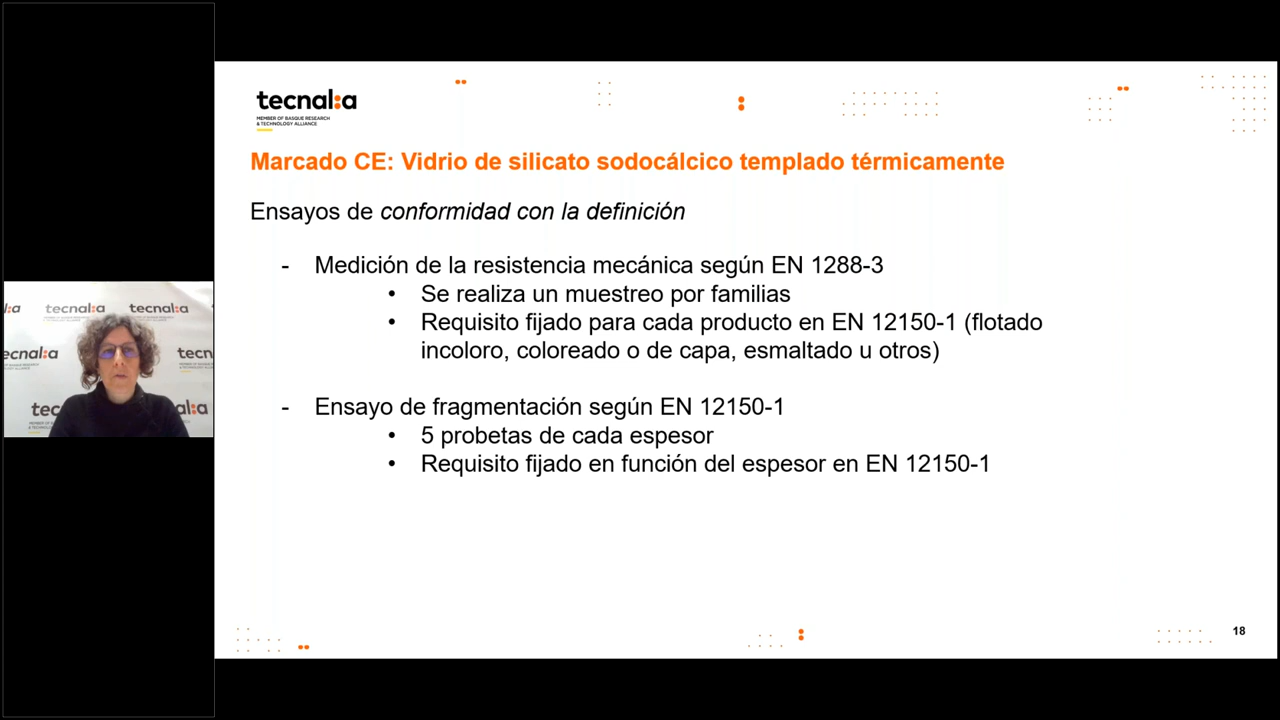 tecnal:a
MEMBER OF BASQUE RESEARCH
& TECHNOLOGY ALLIANCE
Marcado CE: Vidrio de silicato sodocálcico templado térmicamente
Ensayos de conformidad con la definición
- Medición de la resistencia mecánica según EN 1288-3
• Se realiza un muestreo por familias
• Requisito fijado para cada producto en EN 12150-1 (flotado
incoloro, coloreado o de capa, esmaltado u otros)
- Ensayo de fragmentación según EN 12150-1
• 5 probetas de cada espesor
• Requisito fijado en función del espesor en EN 12150-1
18
tecnal:a
tecnal:a